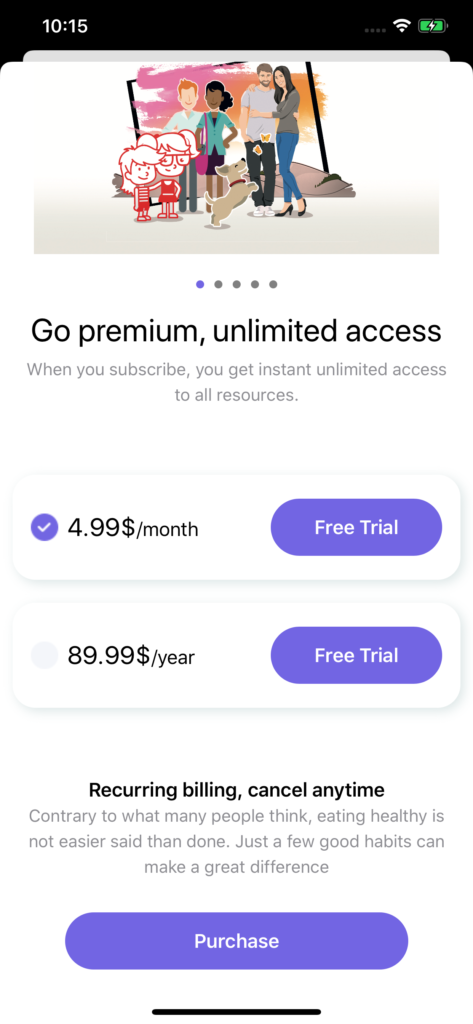 10:15
Go premium, unlimited access
When you subscribe, you get instant unlimited access
to all resources.
4.99$/month
Free Trial
89.99$/year
Free Trial
Recurring billing, cancel anytime
Contrary to what many people think, eating healthy is
not easier said than done. Just a few good habits can
make a great difference
Purchase